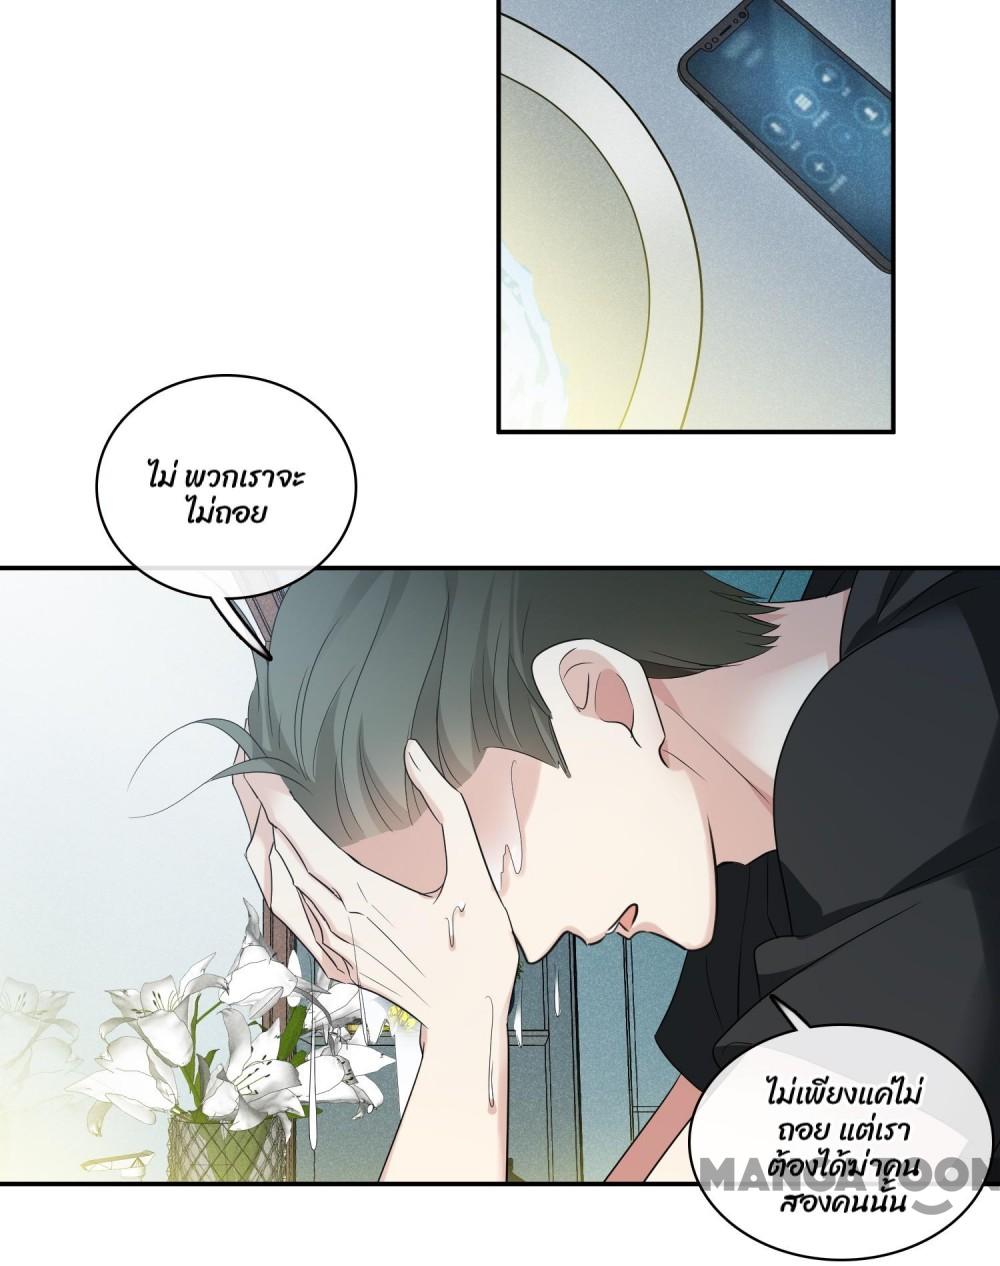 ไม่ พวกเราจะ
ไม่ถอย
ไม่เพียงแค่ไม่
ถอย แต่เรา
ต้องได้ฆ่าคน
สองคนนั้น
MANGATOON